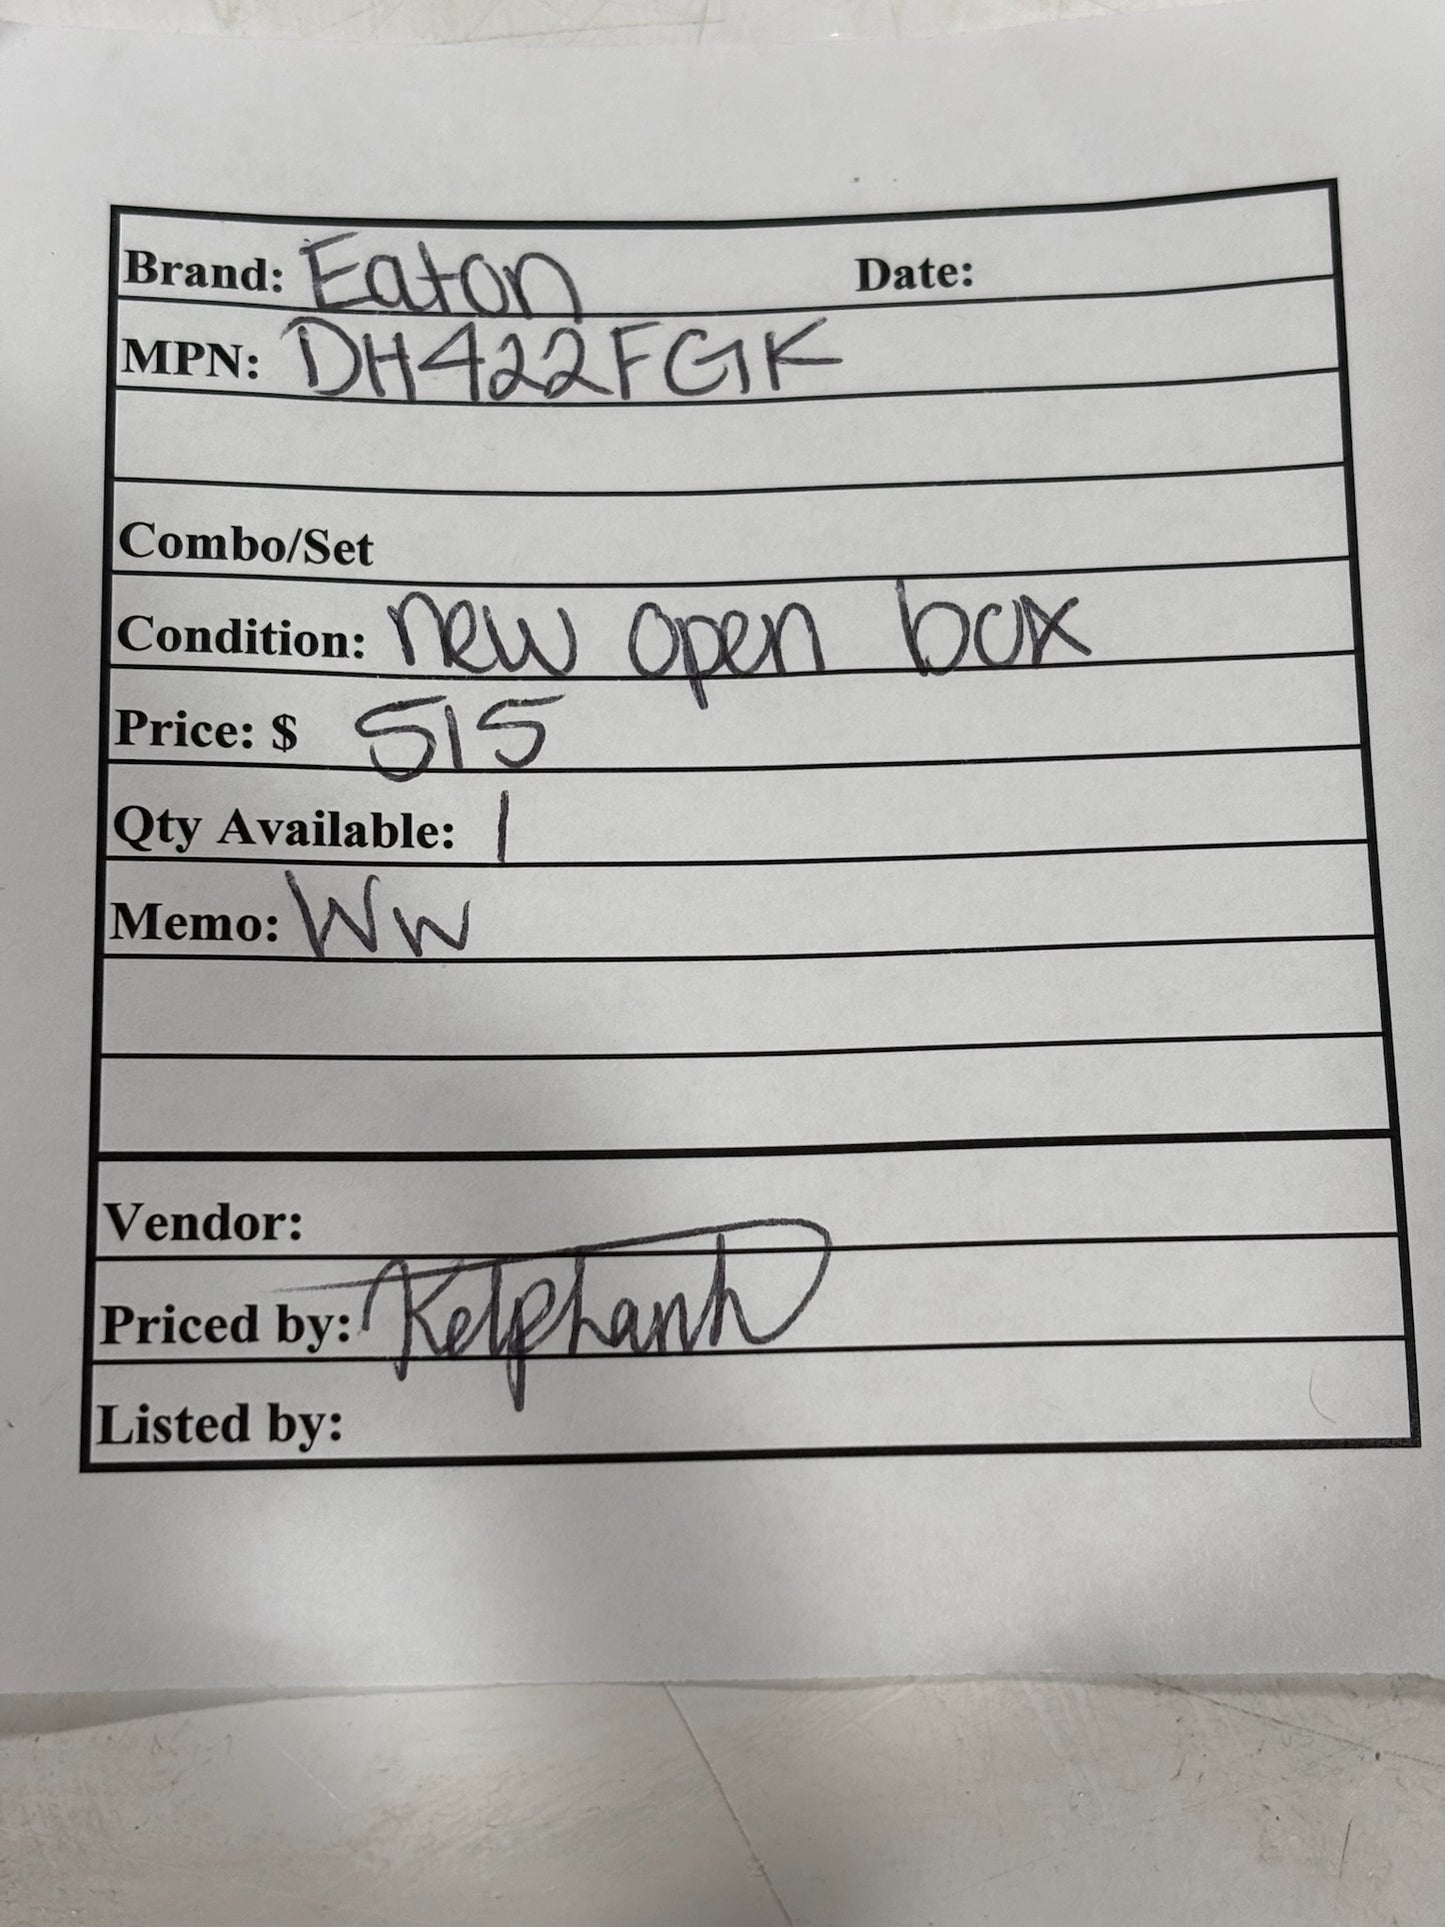 Brand: Eaton Date:
MPN: DH422FGK
Combo/Set
Condition: new open box
Price: $ 515
Qty Available: 1
Memo: WW
Vendor:
Priced by:
Listed by: